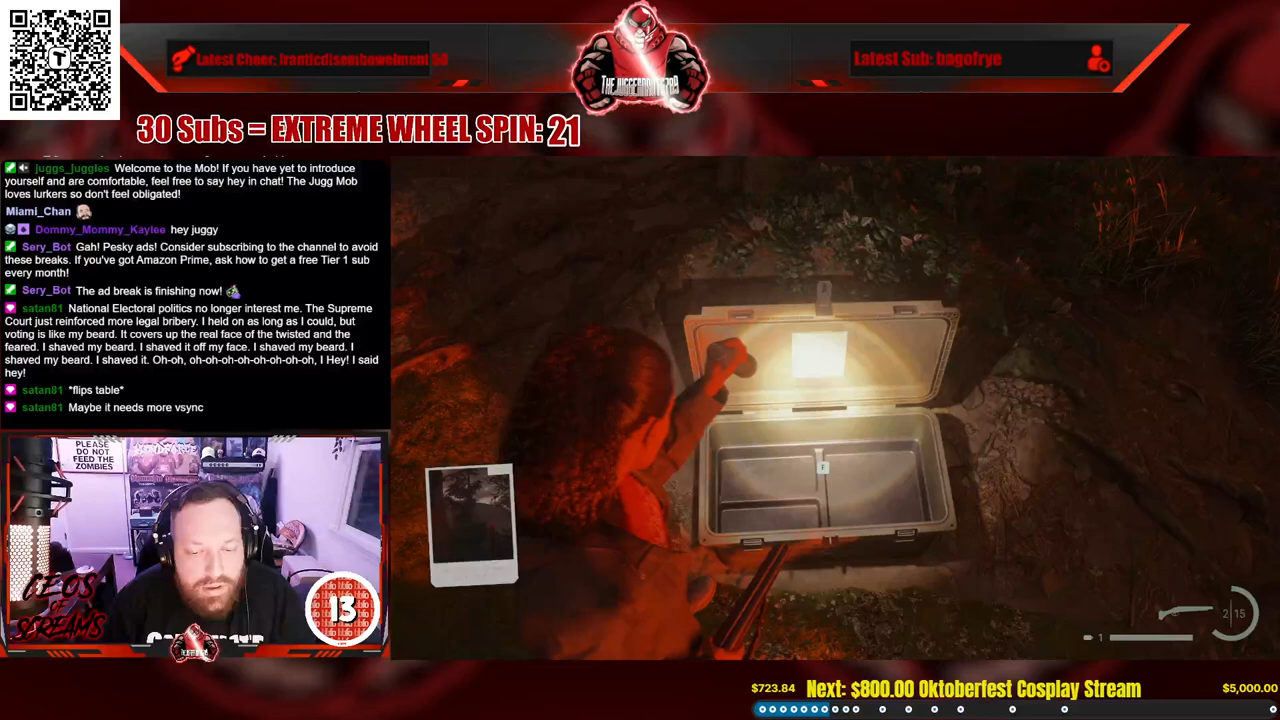 Latest Cheer: franticdisembowelment 50
THEJUGGERNAUT6789
Latest Sub: bagofrye
30 Subs = EXTREME WHEEL SPIN: 21
juggs_juggles Welcome to the Mob! If you have yet to introduce
yourself and are comfortable, feel free to say hey in chat! The Jugg Mob
loves lurkers so don't feel obligated!
Miami_Chan
Dommy_Mommy_Kaylee hey juggy
Sery_Bot Gah! Pesky ads! Consider subscribing to the channel to avoid
these breaks. If you've got Amazon Prime, ask how to get a free Tier 1 sub
every month!
Sery_Bot The ad break is finishing now!
satan81 National Electoral politics no longer interest me. The Supreme
Court just reinforced more legal bribery. I held on as long as I could, but
voting is like my beard. It covers up the real face of the twisted and the
feared. I shaved it off my face. I shaved my beard. I shaved my beard. I
shaved my beard. I shaved it. Oh-oh, oh-oh-oh-oh-oh-oh-oh, I Hey! I said
hey!
satan81 *flips table*
satan81 Maybe it needs more vsync
PLEASE
DO NOT
FEED THE
ZOMBIES
CEOS
OF
SCREAMS
13
F
2|15
1
$723.84 Next: $800.00 Oktoberfest Cosplay Stream $5,000.00